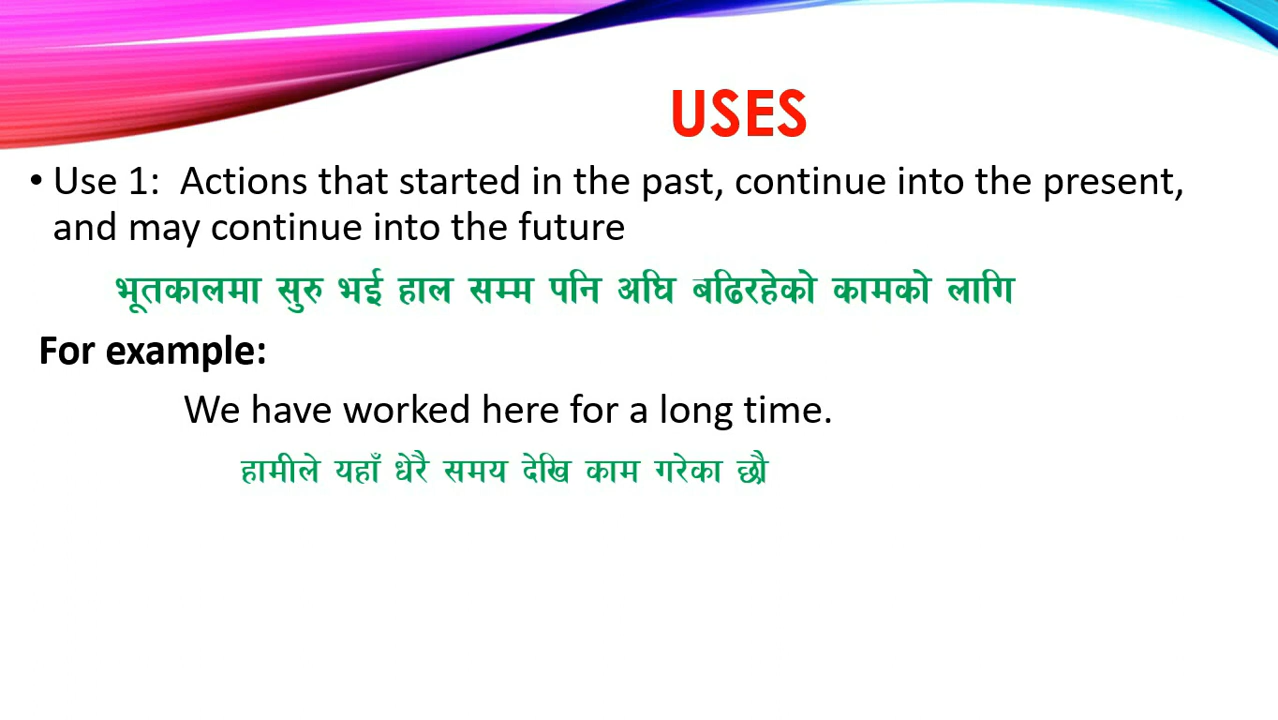 USES
• Use 1:  Actions that started in the past, continue into the present,
and may continue into the future
भूतकालमा सुरु भई हाल सम्म पनि अघि बढिरहेको कामको लागि
For example:
We have worked here for a long time.
हामीले यहाँ धेरै समय देखि काम गरेका छौ